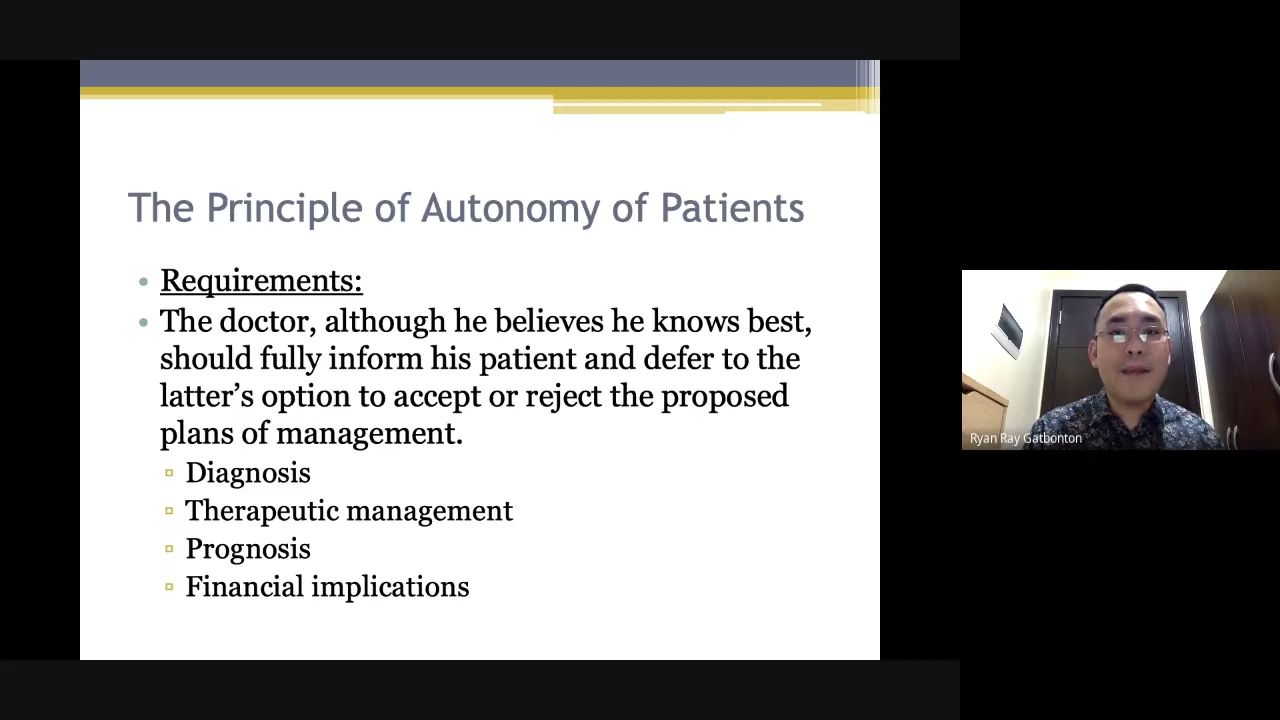 The Principle of Autonomy of Patients
Requirements:
The doctor, although he believes he knows best,
should fully inform his patient and defer to the
latter’s option to accept or reject the proposed
plans of management.
Diagnosis
Therapeutic management
Prognosis
Financial implications
Ryan Ray Gatbonton